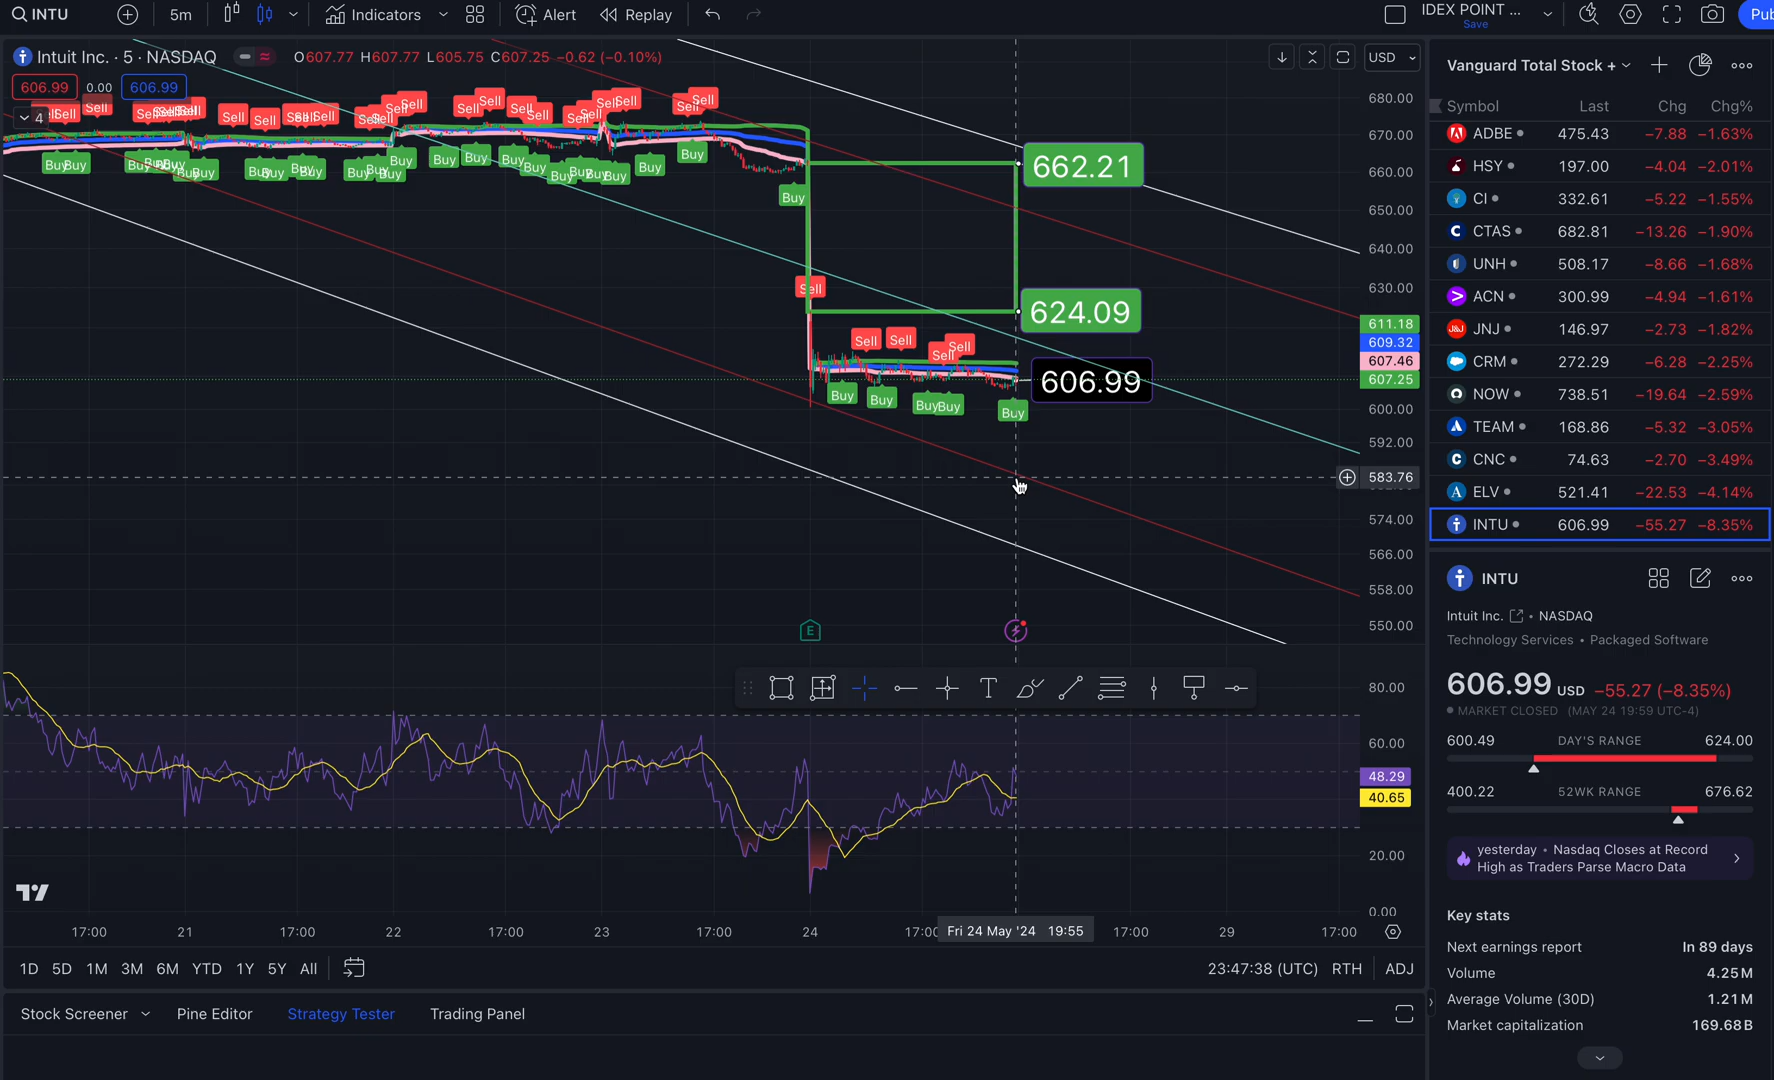 INTU
5m
Indicators
Alert
Replay
IDEX POINT ...
Save
Pub
Intuit Inc. · 5 · NASDAQ
O607.77 H607.77 L605.75 C607.25 −0.62 (−0.10%)
USD
606.99 0.00 606.99
4
Sell
Buy
662.21
624.09
606.99
680.00
670.00
660.00
650.00
640.00
630.00
611.18
609.32
607.46
607.25
600.00
592.00
583.76
574.00
566.00
558.00
550.00
E
80.00
60.00
48.29
40.65
20.00
0.00
17:00 21 17:00 22 17:00 23 17:00 24 17:00 Fri 24 May '24 19:55 17:00 29 17:00
1D 5D 1M 3M 6M YTD 1Y 5Y All
23:47:38 (UTC) RTH ADJ
Stock Screener Pine Editor Strategy Tester Trading Panel
Vanguard Total Stock +
Symbol Last Chg Chg%
ADBE 475.43 −7.88 −1.63%
HSY 197.00 −4.04 −2.01%
CI 332.61 −5.22 −1.55%
CTAS 682.81 −13.26 −1.90%
UNH 508.17 −8.66 −1.68%
ACN 300.99 −4.94 −1.61%
JNJ 146.97 −2.73 −1.82%
CRM 272.29 −6.28 −2.25%
NOW 738.51 −19.64 −2.59%
TEAM 168.86 −5.32 −3.05%
CNC 74.63 −2.70 −3.49%
ELV 521.41 −22.53 −4.14%
INTU 606.99 −55.27 −8.35%
INTU
Intuit Inc. • NASDAQ
Technology Services • Packaged Software
606.99 USD −55.27 (−8.35%)
MARKET CLOSED (MAY 24 19:59 UTC-4)
600.49 DAY'S RANGE 624.00
400.22 52WK RANGE 676.62
yesterday • Nasdaq Closes at Record
High as Traders Parse Macro Data
Key stats
Next earnings report In 89 days
Volume 4.25M
Average Volume (30D) 1.21M
Market capitalization 169.68B